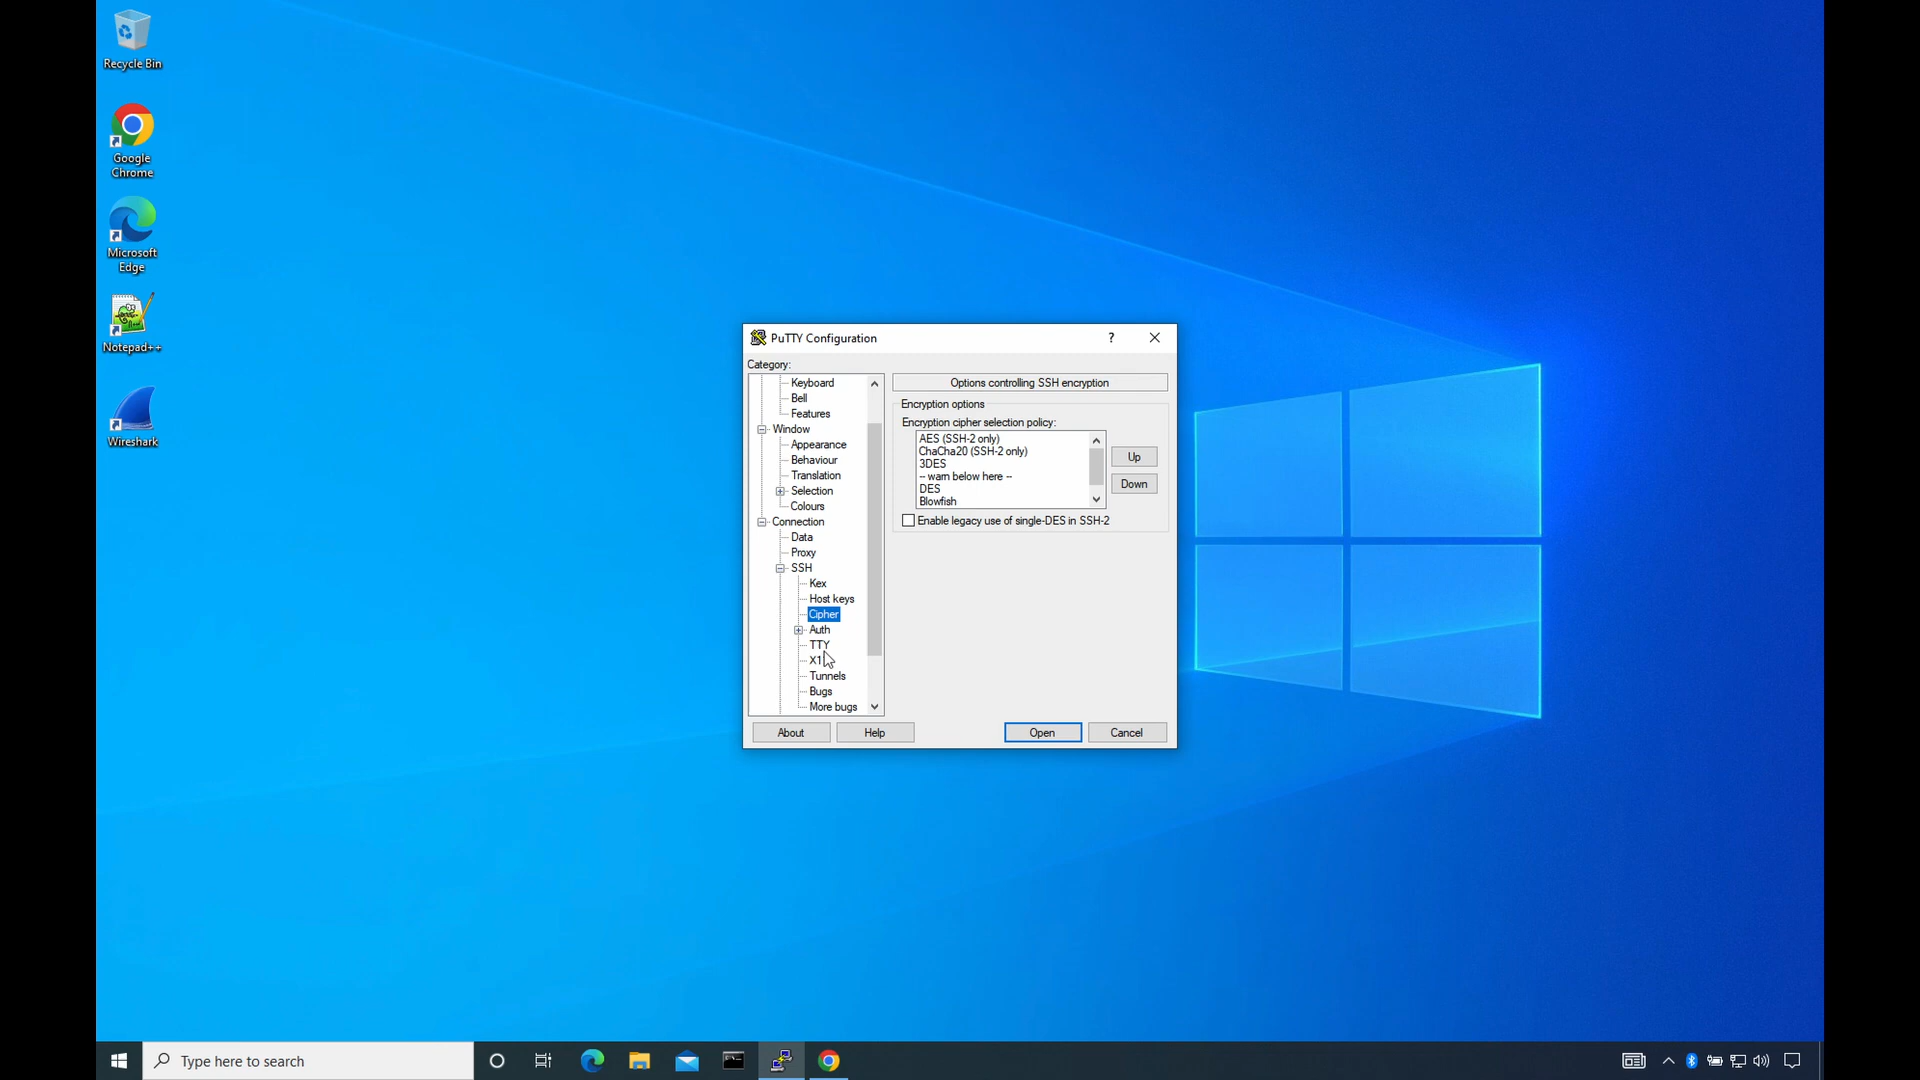 Recycle Bin
Google
Chrome
Microsoft
Edge
Notepad++
Wireshark
PuTTY Configuration
?
Category:
Keyboard
Bell
Features
Window
Appearance
Behaviour
Translation
Selection
Colours
Connection
Data
Proxy
SSH
Kex
Host keys
Cipher
Auth
TTY
Tunnels
Bugs
More bugs
Options controlling SSH encryption
Encryption options
Encryption cipher selection policy:
AES (SSH-2 only)
ChaCha20 (SSH-2 only)
3DES
-- warn below here --
DES
Blowfish
Up
Down
Enable legacy use of single-DES in SSH-2
About
Help
Open
Cancel
Type here to search